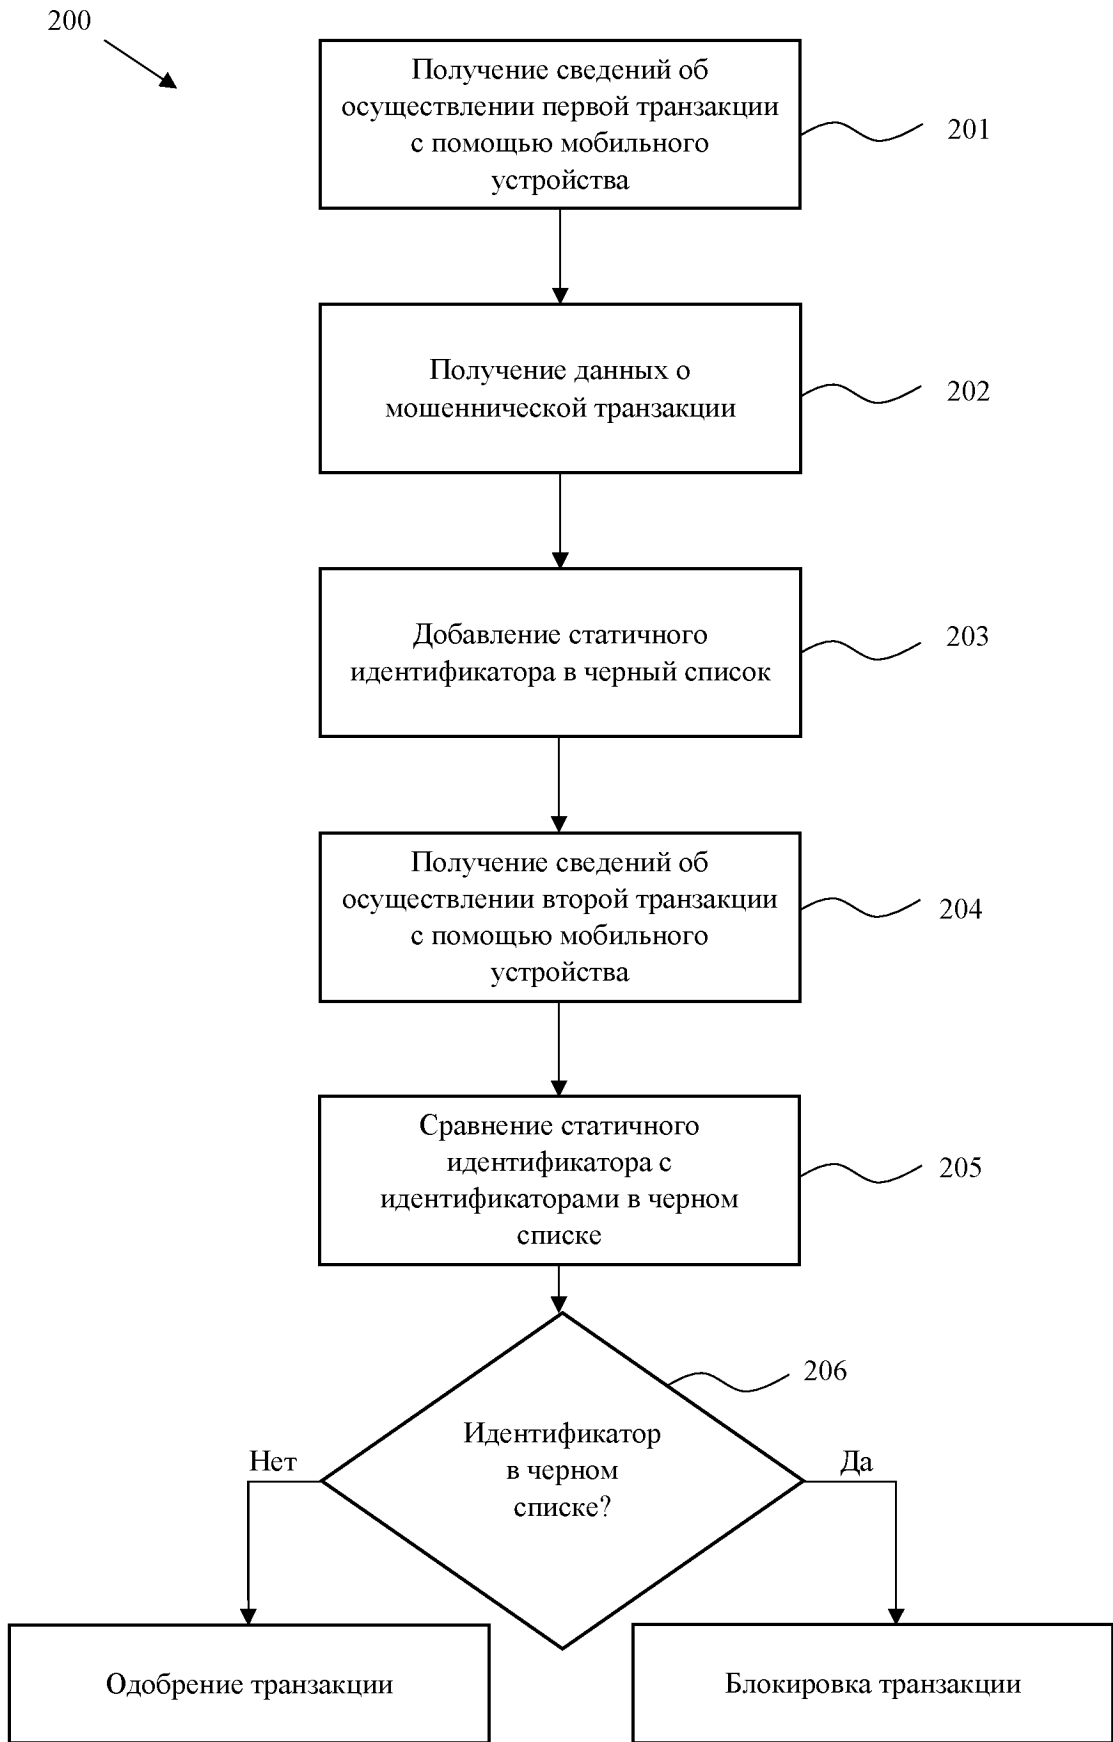 200
Получение сведений об
осуществлении первой транзакции
с помощью мобильного
устройства
201
Получение данных о
мошеннической транзакции
202
Добавление статичного
идентификатора в черный список
203
Получение сведений об
осуществлении второй транзакции
с помощью мобильного
устройства
204
Сравнение статичного
идентификатора с
идентификаторами в черном
списке
205
206
Идентификатор
в черном
списке?
Нет
Да
Одобрение транзакции
Блокировка транзакции